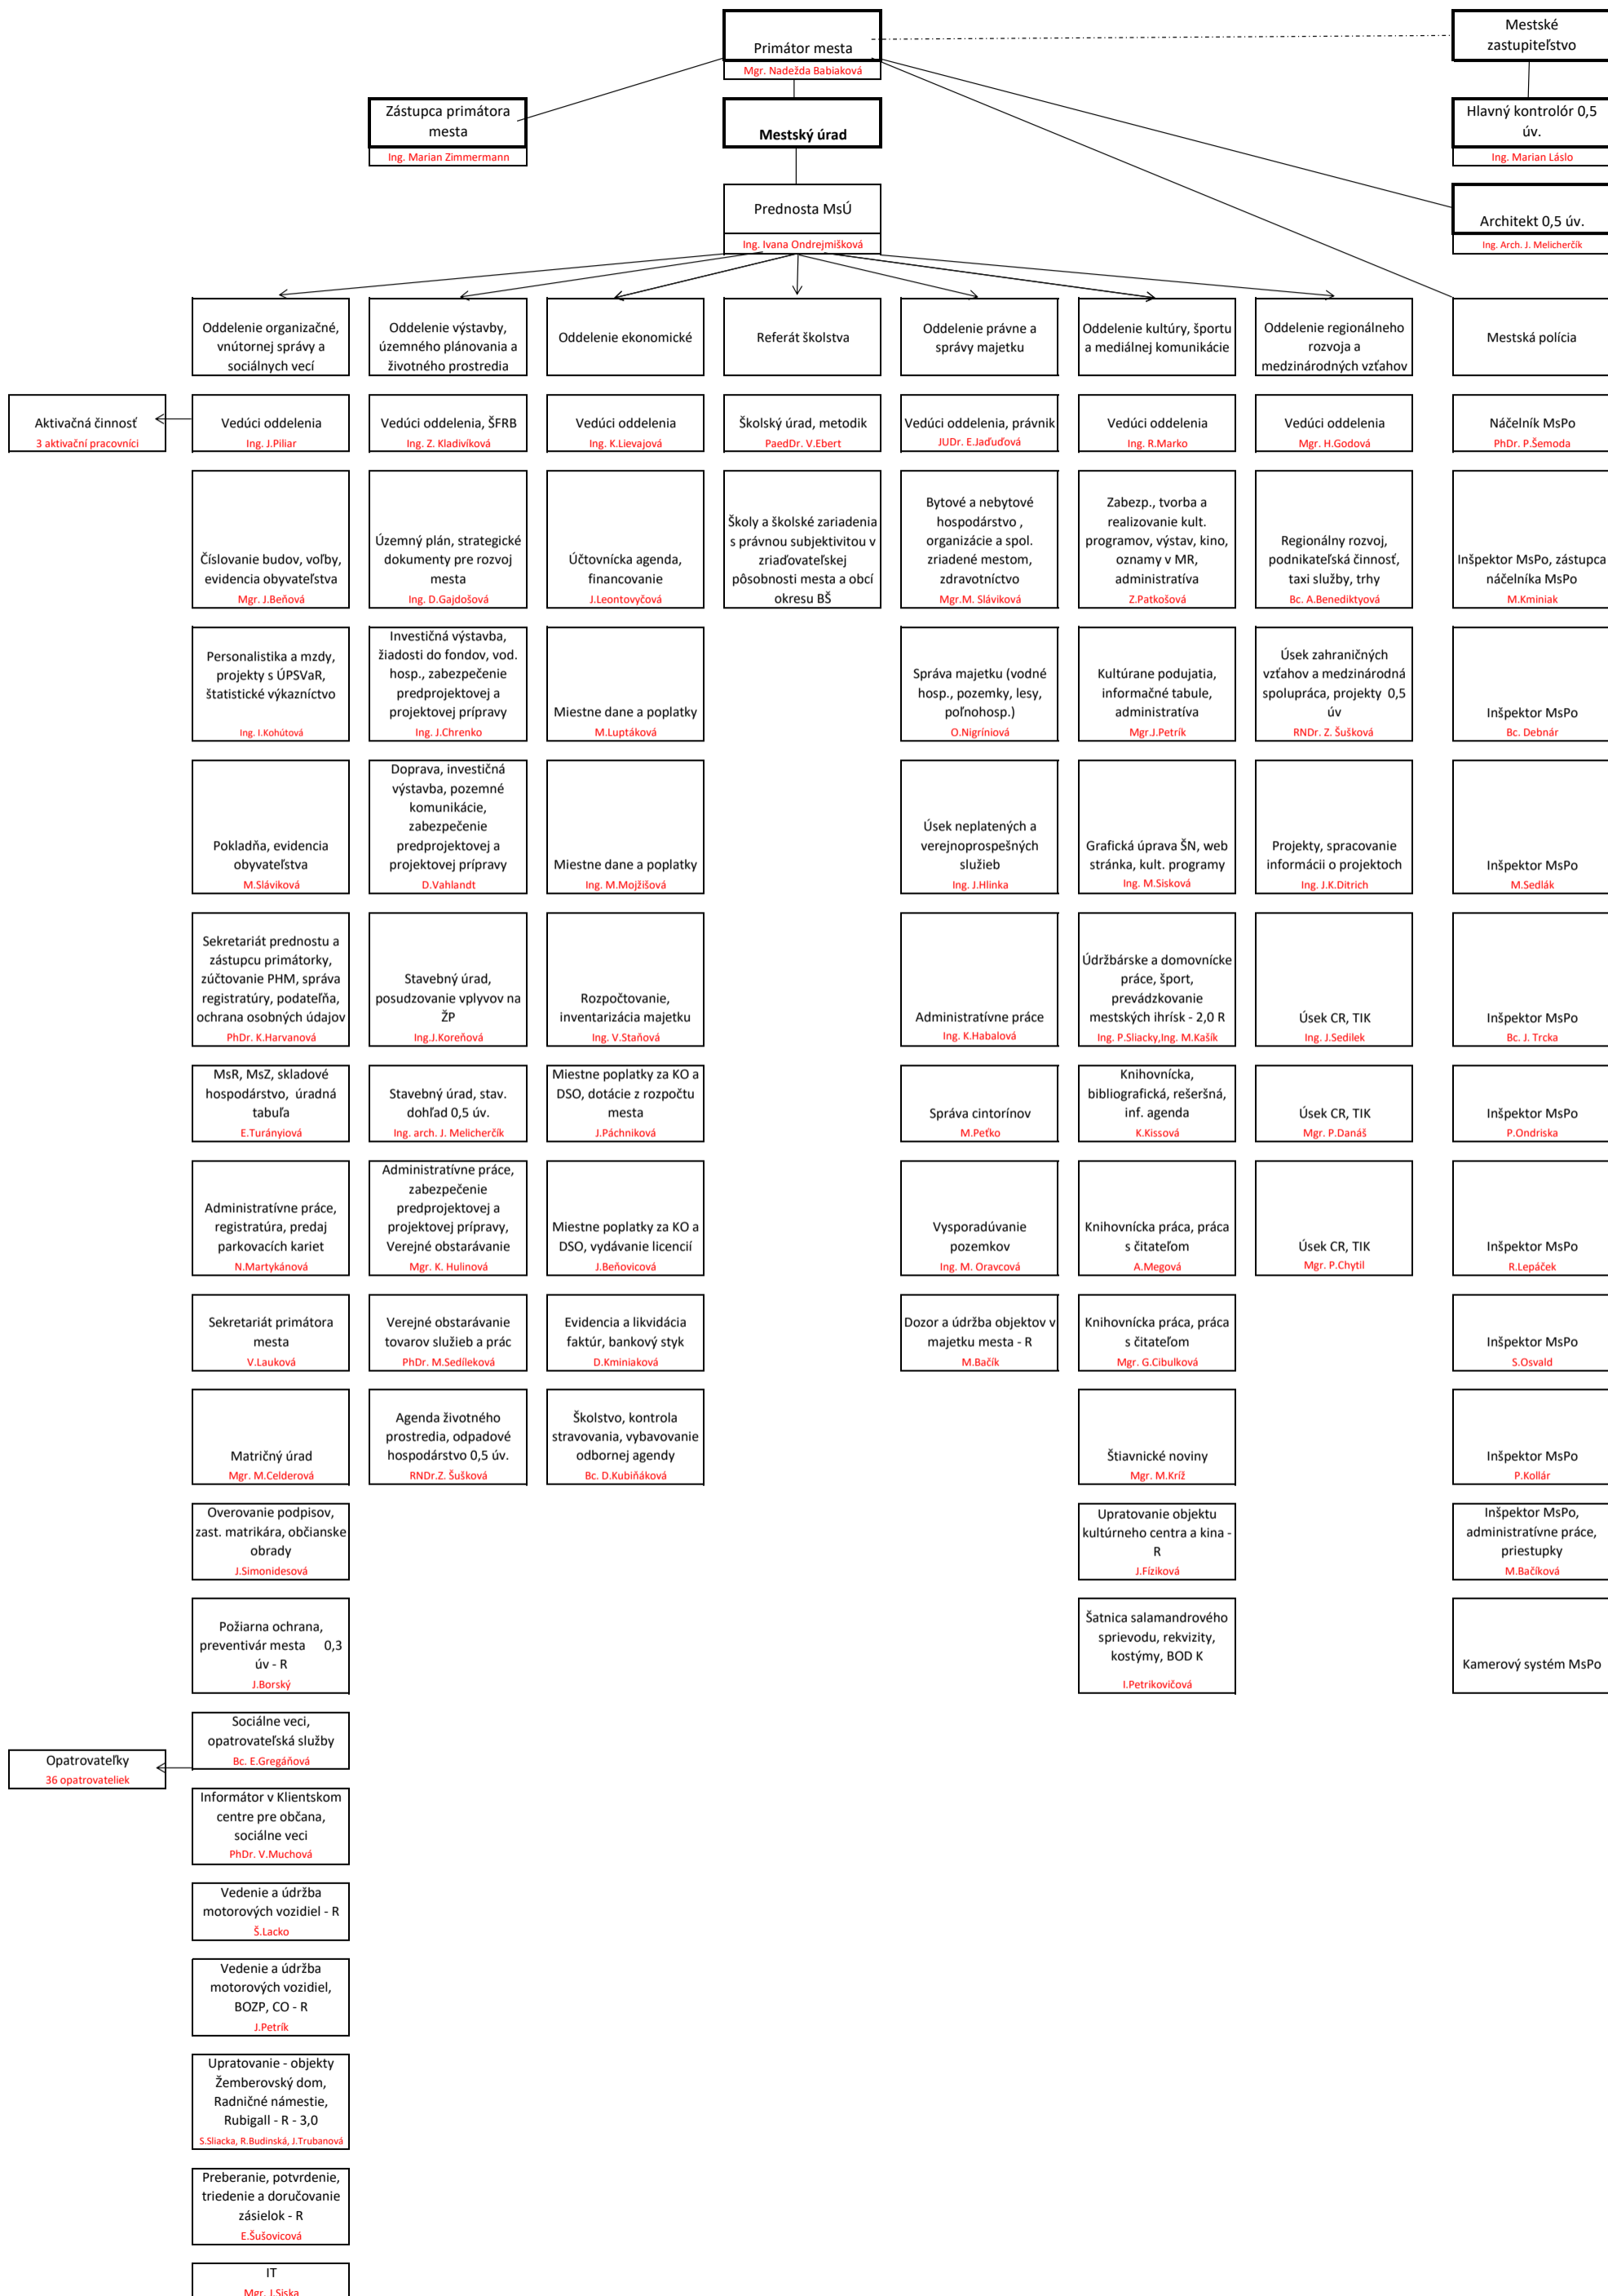 Primátor mesta
Mgr. Nadežda Babiaková
Mestské
zastupiteľstvo
Zástupca primátora
mesta
Ing. Marian Zimmermann
Mestský úrad
Hlavný kontrolór 0,5
úv.
Ing. Marian Láslo
Prednosta MsÚ
Ing. Ivana Ondrejmišková
Architekt 0,5 úv.
Ing. Arch. J. Melicherčík
Oddelenie organizačné,
vnútornej správy a
sociálnych vecí
Oddelenie výstavby,
územného plánovania a
životného prostredia
Oddelenie ekonomické
Referát školstva
Oddelenie právne a
správy majetku
Oddelenie kultúry, športu
a mediálnej komunikácie
Oddelenie regionálneho
rozvoja a
medzinárodných vzťahov
Mestská polícia
Aktivačná činnosť
3 aktivační pracovníci
Vedúci oddelenia
Ing. J.Piliar
Vedúci oddelenia, ŠFRB
Ing. Z. Kladivíková
Vedúci oddelenia
Ing. K.Lievajová
Školský úrad, metodik
PaedDr. V.Ebert
Vedúci oddelenia, právnik
JUDr. E.Jaďuďová
Vedúci oddelenia
Ing. R.Marko
Vedúci oddelenia
Mgr. H.Godová
Náčelník MsPo
PhDr. P.Šemoda
Číslovanie budov, voľby,
evidencia obyvateľstva
Mgr. J.Beňová
Územný plán, strategické
dokumenty pre rozvoj
mesta
Ing. D.Gajdošová
Účtovnícka agenda,
financovanie
J.Leontovyčová
Školy a školské zariadenia
s právnou subjektivitou v
zriaďovateľskej
pôsobnosti mesta a obcí
okresu BŠ
Bytové a nebytové
hospodárstvo ,
organizácie a spol.
zriadené mestom,
zdravotníctvo
Mgr.M. Sláviková
Zabezp., tvorba a
realizovanie kult.
programov, výstav, kino,
oznamy v MR,
administratíva
Z.Patkošová
Regionálny rozvoj,
podnikateľská činnosť,
taxi služby, trhy
Bc. A.Benediktyová
Inšpektor MsPo, zástupca
náčelníka MsPo
M.Kminiak
Personalistika a mzdy,
projekty s ÚPSVaR,
štatistické výkazníctvo
Ing. I.Kohútová
Investičná výstavba,
žiadosti do fondov, vod.
hosp., zabezpečenie
predprojektovej a
projektovej prípravy
Ing. J.Chrenko
Miestne dane a poplatky
M.Luptáková
Správa majetku (vodné
hosp., pozemky, lesy,
poľnohosp.)
O.Nigríniová
Kultúrane podujatia,
informačné tabule,
administratíva
Mgr.J.Petrík
Úsek zahraničných
vzťahov a medzinárodná
spolupráca, projekty 0,5
úv
RNDr. Z. Šušková
Inšpektor MsPo
Bc. Debnár
Pokladňa, evidencia
obyvateľstva
M.Sláviková
Doprava, investičná
výstavba, pozemné
komunikácie,
zabezpečenie
predprojektovej a
projektovej prípravy
D.Vahlandt
Miestne dane a poplatky
Ing. M.Mojžišová
Úsek neplatených a
verejnoprospešných
služieb
Ing. J.Hlinka
Grafická úprava ŠN, web
stránka, kult. programy
Ing. M.Sisková
Projekty, spracovanie
informácii o projektoch
Ing. J.K.Ditrich
Inšpektor MsPo
M.Sedlák
Sekretariát prednostu a
zástupcu primátorky,
zúčtovanie PHM, správa
registratúry, podateľňa,
ochrana osobných údajov
PhDr. K.Harvanová
Stavebný úrad,
posudzovanie vplyvov na
ŽP
Ing.J.Koreňová
Rozpočtovanie,
inventarizácia majetku
Ing. V.Staňová
Administratívne práce
Ing. K.Habalová
Údržbárske a domovnícke
práce, šport,
prevádzkovanie
mestských ihrísk - 2,0 R
Ing. P.Sliacky,Ing. M.Kašík
Úsek CR, TIK
Ing. J.Sedilek
Inšpektor MsPo
Bc. J. Trcka
MsR, MsZ, skladové
hospodárstvo, úradná
tabuľa
E.Turányiová
Stavebný úrad, stav.
dohľad 0,5 úv.
Ing. arch. J. Melicherčík
Miestne poplatky za KO a
DSO, dotácie z rozpočtu
mesta
J.Páchniková
Správa cintorínov
M.Peťko
Knihovnícka,
bibliografická, rešeršná,
inf. agenda
K.Kissová
Úsek CR, TIK
Mgr. P.Danáš
Inšpektor MsPo
P.Ondriska
Administratívne práce,
registratúra, predaj
parkovacích kariet
N.Martykánová
Administratívne práce,
zabezpečenie
predprojektovej a
projektovej prípravy,
Verejné obstarávanie
Mgr. K. Hulinová
Miestne poplatky za KO a
DSO, vydávanie licencií
J.Beňovicová
Vysporadúvanie
pozemkov
Ing. M. Oravcová
Knihovnícka práca, práca
s čitateľom
A.Megová
Úsek CR, TIK
Mgr. P.Chytil
Inšpektor MsPo
R.Lepáček
Sekretariát primátora
mesta
V.Lauková
Verejné obstarávanie
tovarov služieb a prác
PhDr. M.Sedíleková
Evidencia a likvidácia
faktúr, bankový styk
D.Kminiaková
Dozor a údržba objektov v
majetku mesta - R
M.Bačík
Knihovnícka práca, práca
s čitateľom
Mgr. G.Cibulková
Inšpektor MsPo
S.Osvald
Matričný úrad
Mgr. M.Celderová
Agenda životného
prostredia, odpadové
hospodárstvo 0,5 úv.
RNDr.Z. Šušková
Školstvo, kontrola
stravovania, vybavovanie
odbornej agendy
Bc. D.Kubiňáková
Štiavnické noviny
Mgr. M.Kríž
Inšpektor MsPo
P.Kollár
Overovanie podpisov,
zast. matrikára, občianske
obrady
J.Simonidesová
Upratovanie objektu
kultúrneho centra a kina -
R
J.Fíziková
Inšpektor MsPo,
administratívne práce,
priestupky
M.Bačíková
Požiarna ochrana,
preventivár mesta 0,3
úv - R
J.Borský
Šatnica salamandrového
sprievodu, rekvizity,
kostýmy, BOD K
I.Petrikovičová
Kamerový systém MsPo
Sociálne veci,
opatrovateľská služby
Bc. E.Gregáňová
Opatrovateľky
36 opatrovateliek
Informátor v Klientskom
centre pre občana,
sociálne veci
PhDr. V.Muchová
Vedenie a údržba
motorových vozidiel - R
Š.Lacko
Vedenie a údržba
motorových vozidiel,
BOZP, CO - R
J.Petrík
Upratovanie - objekty
Žemberovský dom,
Radničné námestie,
Rubigall - R - 3,0
S.Sliacka, R.Budinská, J.Trubanová
Preberanie, potvrdenie,
triedenie a doručovanie
zásielok - R
E.Šušovicová
IT
Mgr. J.Siska